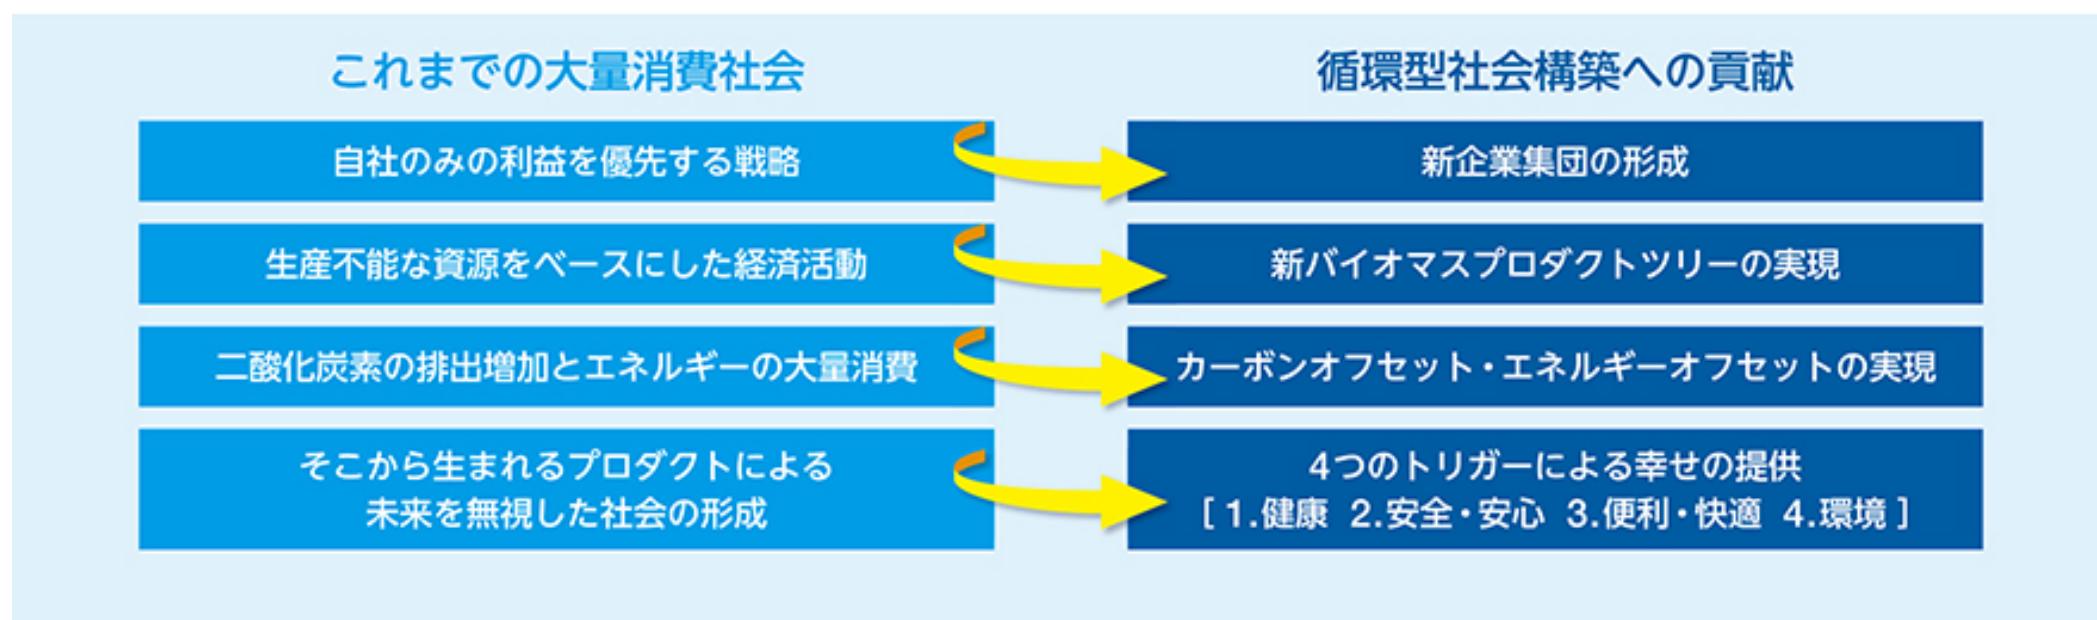 これまでの大量消費社会
循環型社会構築への貢献
自社のみの利益を優先する戦略
新企業集団の形成
生産不能な資源をベースにした経済活動
新バイオマスプロダクトツリーの実現
二酸化炭素の排出増加とエネルギーの大量消費
カーボンオフセット・エネルギーオフセットの実現
そこから生まれるプロダクトによる
未来を無視した社会の形成
4つのトリガーによる幸せの提供
[ 1.健康 2.安全・安心 3.便利・快適 4.環境 ]